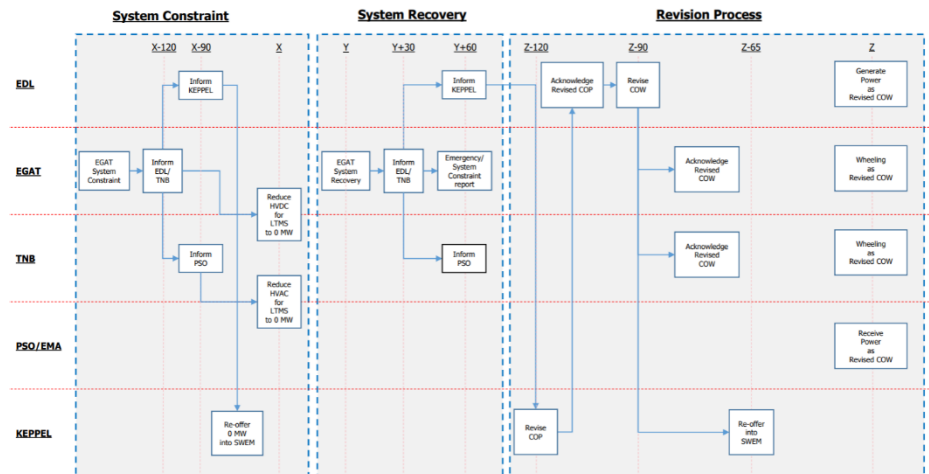 System Constraint
System Recovery
Revision Process
X-120
X-90
X
Y
Y+30
Y+60
Z-120
Z-90
Z-65
Z
EDL
Inform
KEPPEL
Inform
KEPPEL
Acknowledge
Revised COP
Revise
COW
Generate
Power
as
Revised COW
EGAT
EGAT
System
Constraint
Inform
EDL/
TNB
Reduce
HVDC
for
LTMS
to 0 MW
EGAT
System
Recovery
Inform
EDL/
TNB
Emergency/
System
Constraint
report
Acknowledge
Revised
COW
Wheeling
as
Revised COW
TNB
Inform
PSO
Reduce
HVAC
for
LTMS
to 0 MW
Inform
PSO
Acknowledge
Revised
COW
Wheeling
as
Revised COW
PSO/EMA
Receive
Power
as
Revised COW
KEPPEL
Re-offer
0 MW
into SWEM
Revise
COP
Re-offer
into
SWEM